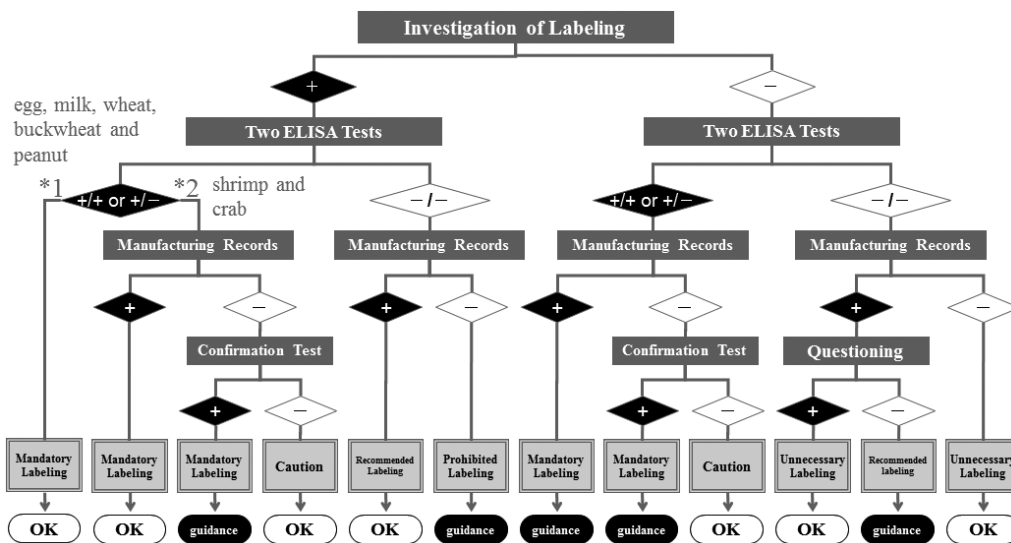 Investigation of Labeling
+
−
egg, milk, wheat,
buckwheat and
peanut
Two ELISA Tests
Two ELISA Tests
*1
+/+ or +/−
*2
shrimp and
crab
−/−
+/+ or +/−
−/−
Manufacturing Records
Manufacturing Records
Manufacturing Records
Manufacturing Records
+
−
+
−
+
−
+
−
Confirmation Test
Confirmation Test
Questioning
+
−
+
−
+
−
Mandatory
Labeling
Mandatory
Labeling
Mandatory
Labeling
Caution
Recommended
Labeling
Prohibited
Labeling
Mandatory
Labeling
Mandatory
Labeling
Caution
Unnecessary
Labeling
Recommended
labeling
Unnecessary
Labeling
OK
OK
guidance
OK
OK
guidance
guidance
guidance
OK
OK
guidance
OK